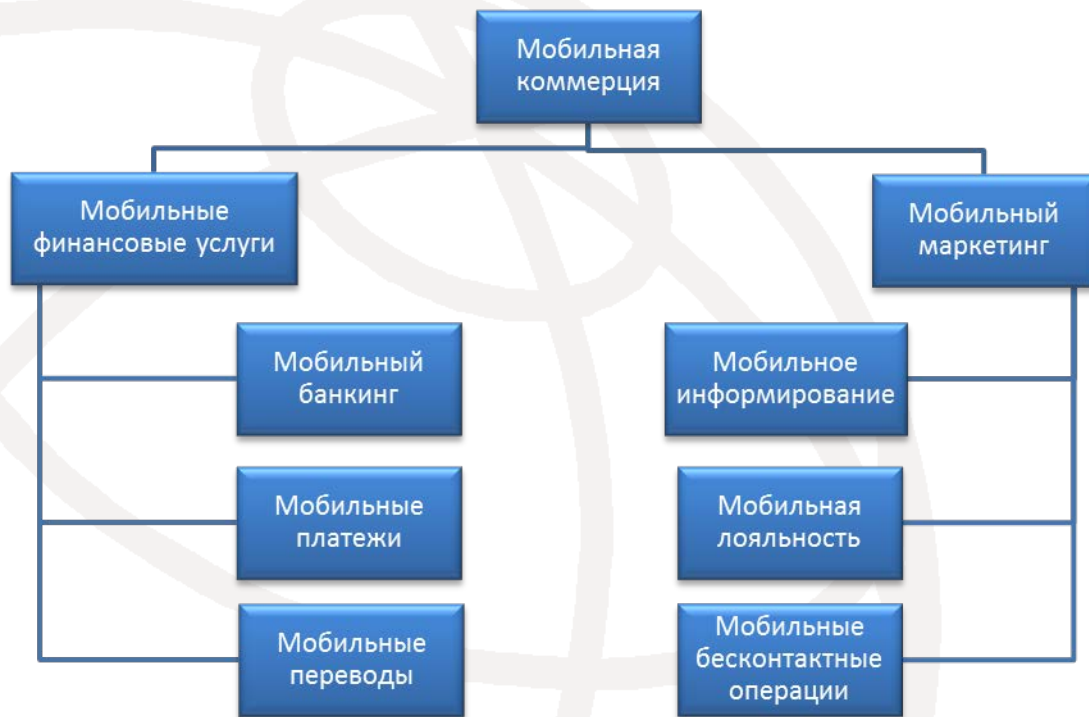 Мобильная
коммерция
Мобильные
финансовые услуги
Мобильный
маркетинг
Мобильный
банкинг
Мобильное
информирование
Мобильные
платежи
Мобильная
лояльность
Мобильные
переводы
Мобильные
бесконтактные
операции